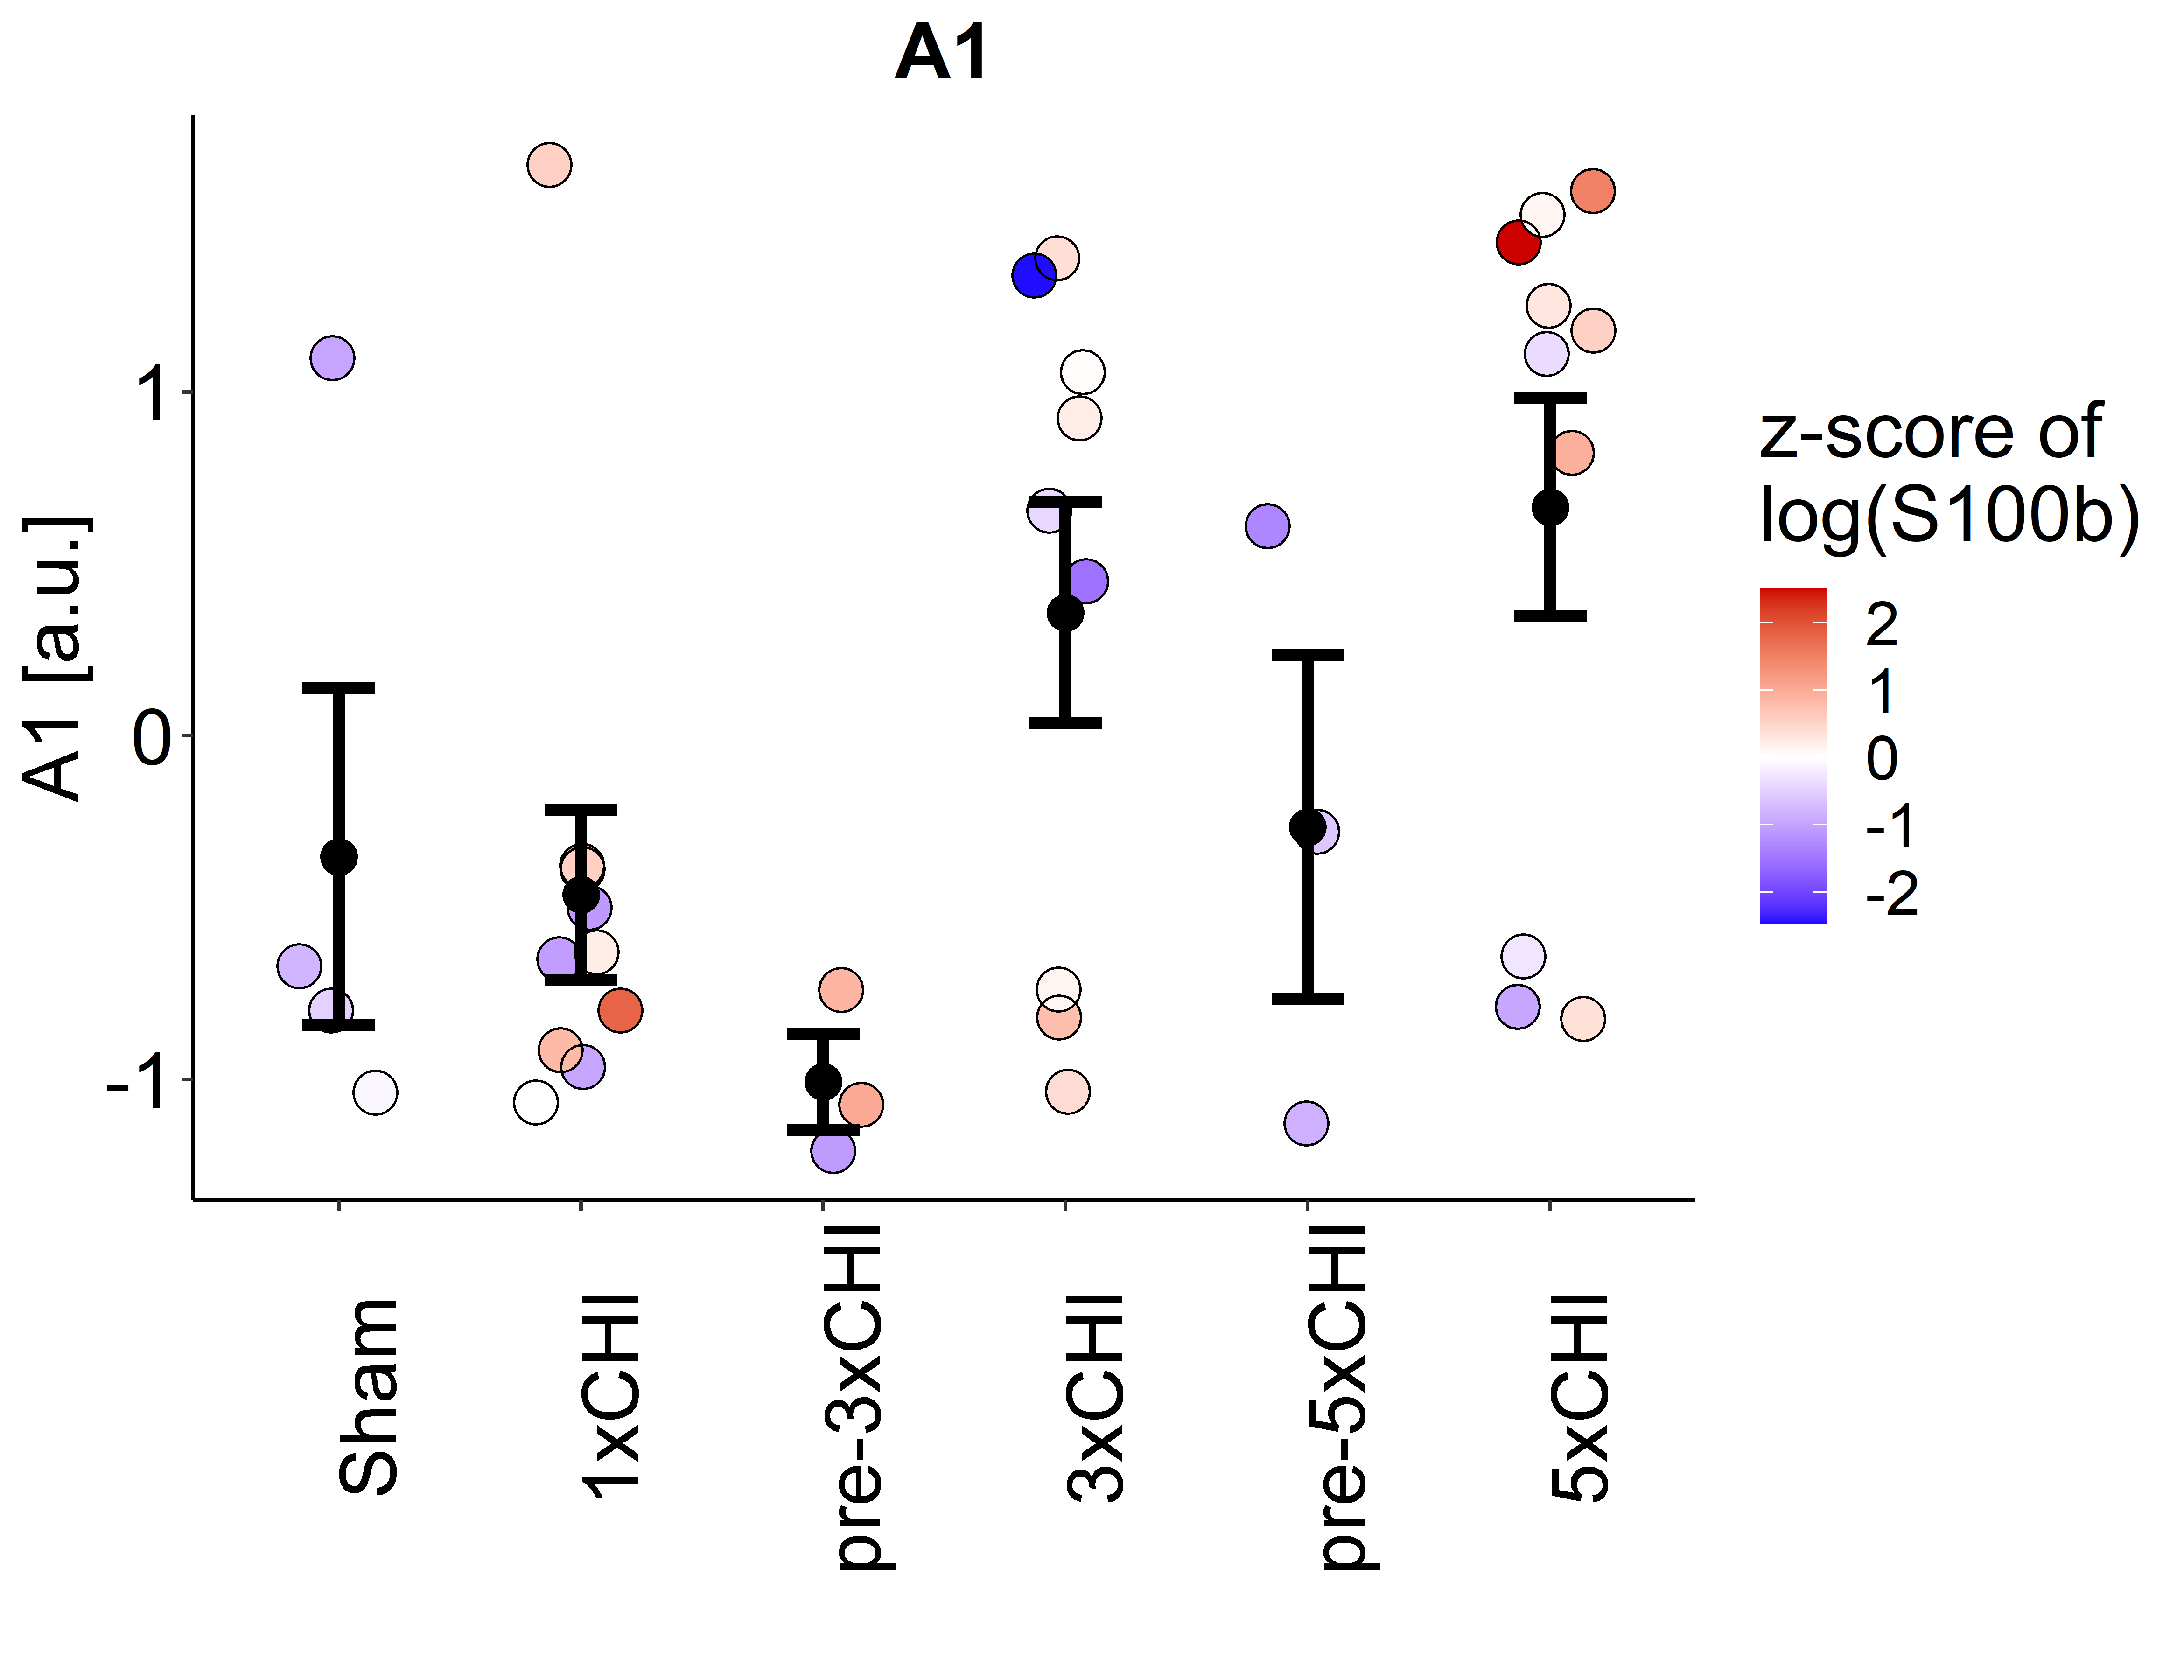 A1
A1 [a.u.]
1
0
-1
Sham
1xCHI
pre-3xCHI
3xCHI
pre-5xCHI
5xCHI
z-score of
log(S100b)
2
1
0
-1
-2